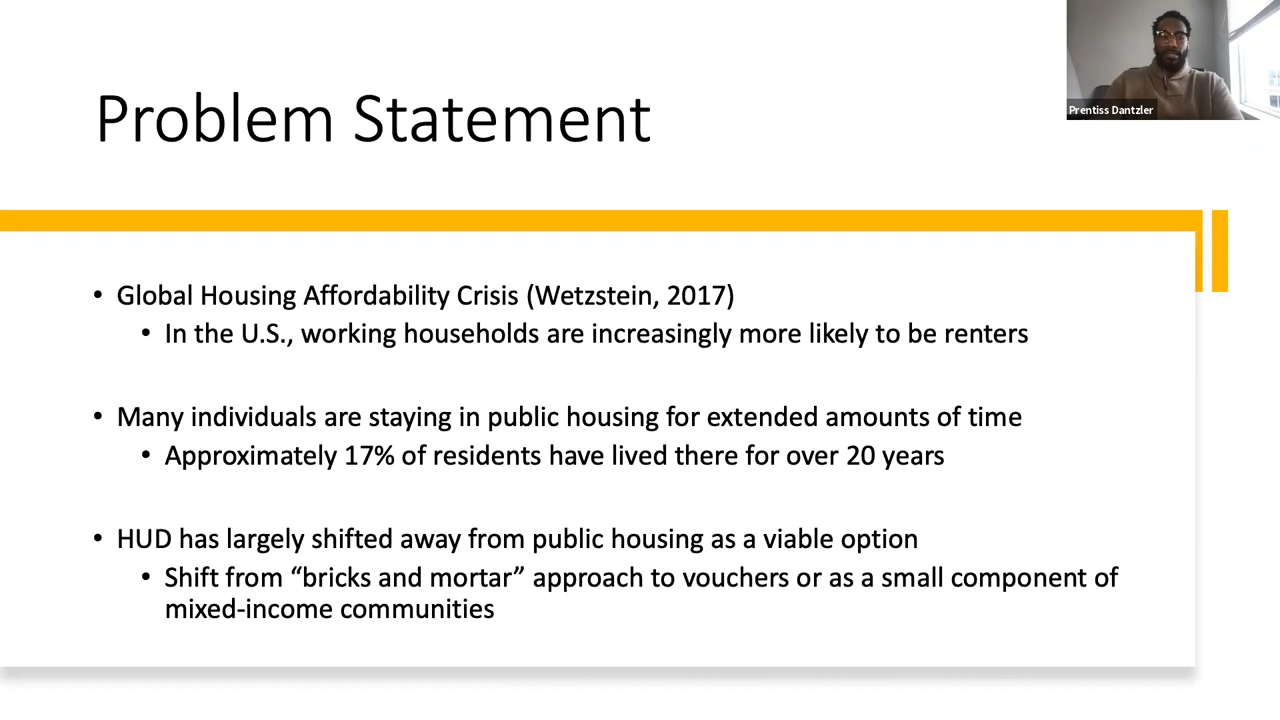 Prentiss Dantzler
Problem Statement
• Global Housing Affordability Crisis (Wetzstein, 2017)
• In the U.S., working households are increasingly more likely to be renters
• Many individuals are staying in public housing for extended amounts of time
• Approximately 17% of residents have lived there for over 20 years
• HUD has largely shifted away from public housing as a viable option
• Shift from “bricks and mortar” approach to vouchers or as a small component of
mixed-income communities